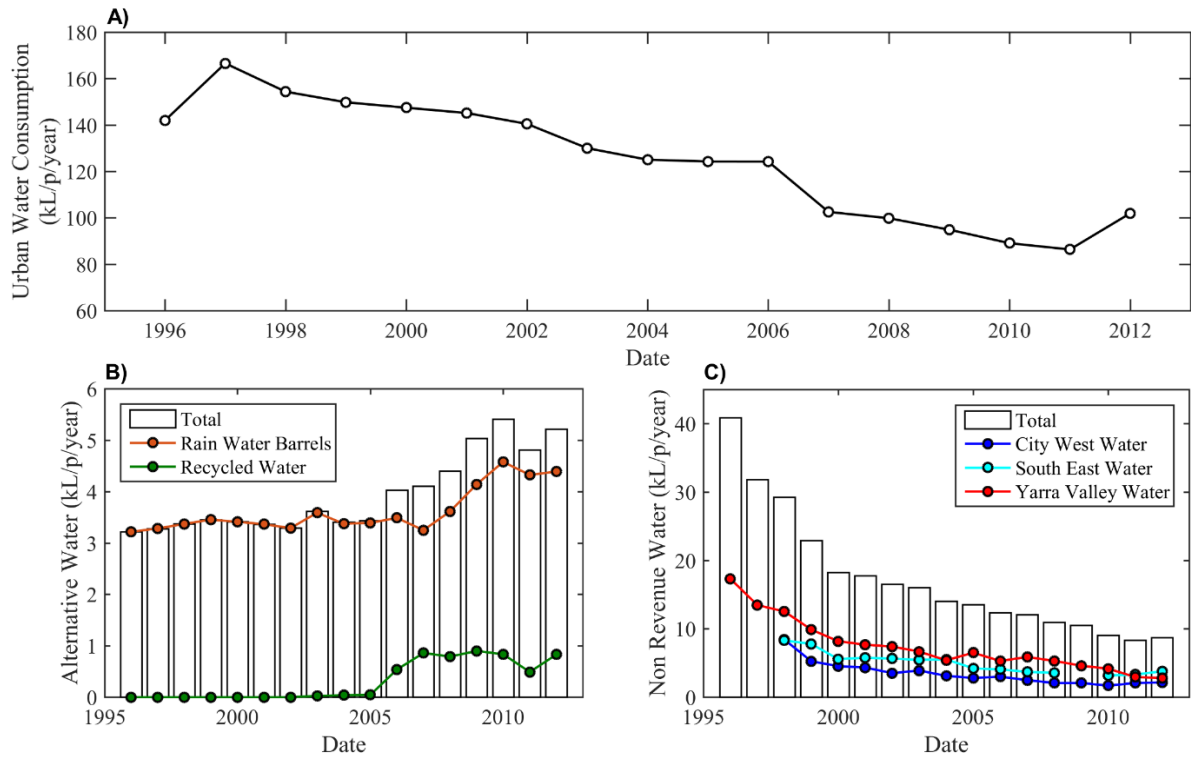 A)
Urban Water Consumption
(kL/p/year)
180
160
140
120
100
80
60
1996 1998 2000 2002 2004 2006 2008 2010 2012
Date
B)
Alternative Water (kL/p/year)
6
5
4
3
2
1
0
Total
Rain Water Barrels
Recycled Water
1995 2000 2005 2010
Date
C)
Non Revenue Water (kL/p/year)
40
30
20
10
0
Total
City West Water
South East Water
Yarra Valley Water
1995 2000 2005 2010
Date